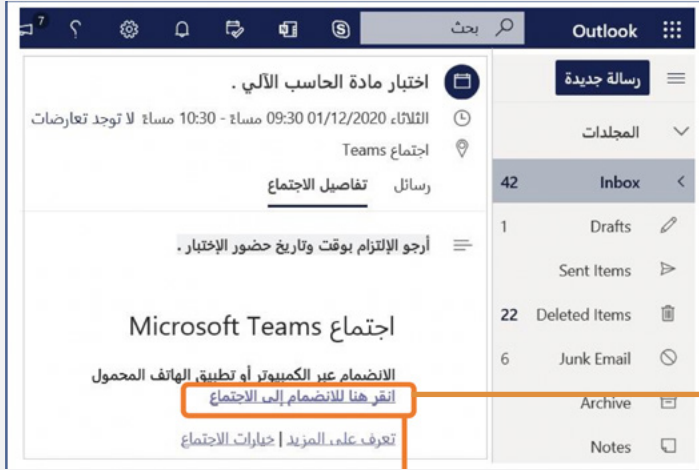 Outlook
بحث
7
رسالة جديدة
المجلدات
Inbox 42
Drafts 1
Sent Items
Deleted Items 22
Junk Email 6
Archive
Notes
اختبار مادة الحاسب الآلي .
الثلاثاء 01/12/2020 09:30 مساءً - 10:30 مساءً لا توجد تعارضات
اجتماع Teams
رسائل تفاصيل الاجتماع
أرجو الإلتزام بوقت وتاريخ حضور الإختبار .
اجتماع Microsoft Teams
الانضمام عبر الكمبيوتر أو تطبيق الهاتف المحمول
انقر هنا للانضمام إلى الاجتماع
تعرف على المزيد | خيارات الاجتماع